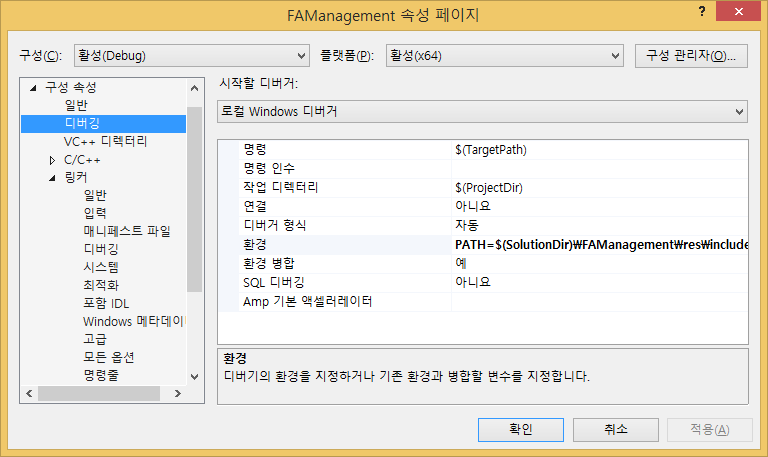 FAManagement 속성 페이지
구성(C): 활성(Debug) 플랫폼(P): 활성(x64) 구성 관리자(O)...
구성 속성
일반
디버깅
VC++ 디렉터리
C/C++
링커
일반
입력
매니페스트 파일
디버깅
시스템
최적화
포함 IDL
Windows 메타데이
고급
모든 옵션
명령줄
시작할 디버거:
로컬 Windows 디버거
명령 $(TargetPath)
명령 인수
작업 디렉터리 $(ProjectDir)
연결 아니요
디버거 형식 자동
환경 PATH=$(SolutionDir)₩FAManagement₩res₩include
환경 병합 예
SQL 디버깅 아니요
Amp 기본 액셀러레이터
환경
디버기의 환경을 지정하거나 기존 환경과 병합할 변수를 지정합니다.
확인 취소 적용(A)